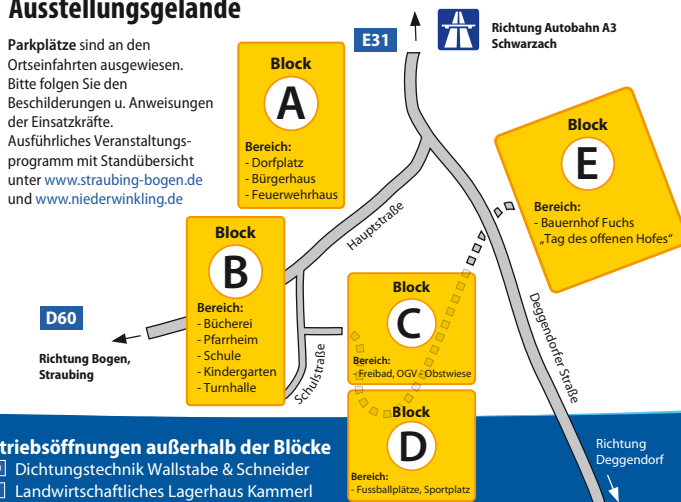 Ausstellungsgelände
Parkplätze sind an den
Ortseinfahrten ausgewiesen.
Bitte folgen Sie den
Beschilderungen u. Anweisungen
der Einsatzkräfte.
Ausführliches Veranstaltungs-
programm mit Standübersicht
unter www.straubing-bogen.de
und www.niederwinkling.de
E31
Richtung Autobahn A3
Schwarzach
Block
A
Bereich:
- Dorfplatz
- Bürgerhaus
- Feuerwehrhaus
Block
E
Bereich:
- Bauernhof Fuchs
„Tag des offenen Hofes“
Hauptstraße
Block
B
Bereich:
- Bücherei
- Pfarrheim
- Schule
- Kindergarten
- Turnhalle
D60
Richtung Bogen,
Straubing
Schulstraße
Block
C
Bereich:
- Freibad, OGV - Obstwiese
Deggendorfer Straße
Block
D
Bereich:
- Fussballplätze, Sportplatz
Richtung
Deggendorf
triebsöffnungen außerhalb der Blöcke
Dichtungstechnik Wallstabe & Schneider
Landwirtschaftliches Lagerhaus Kammerl